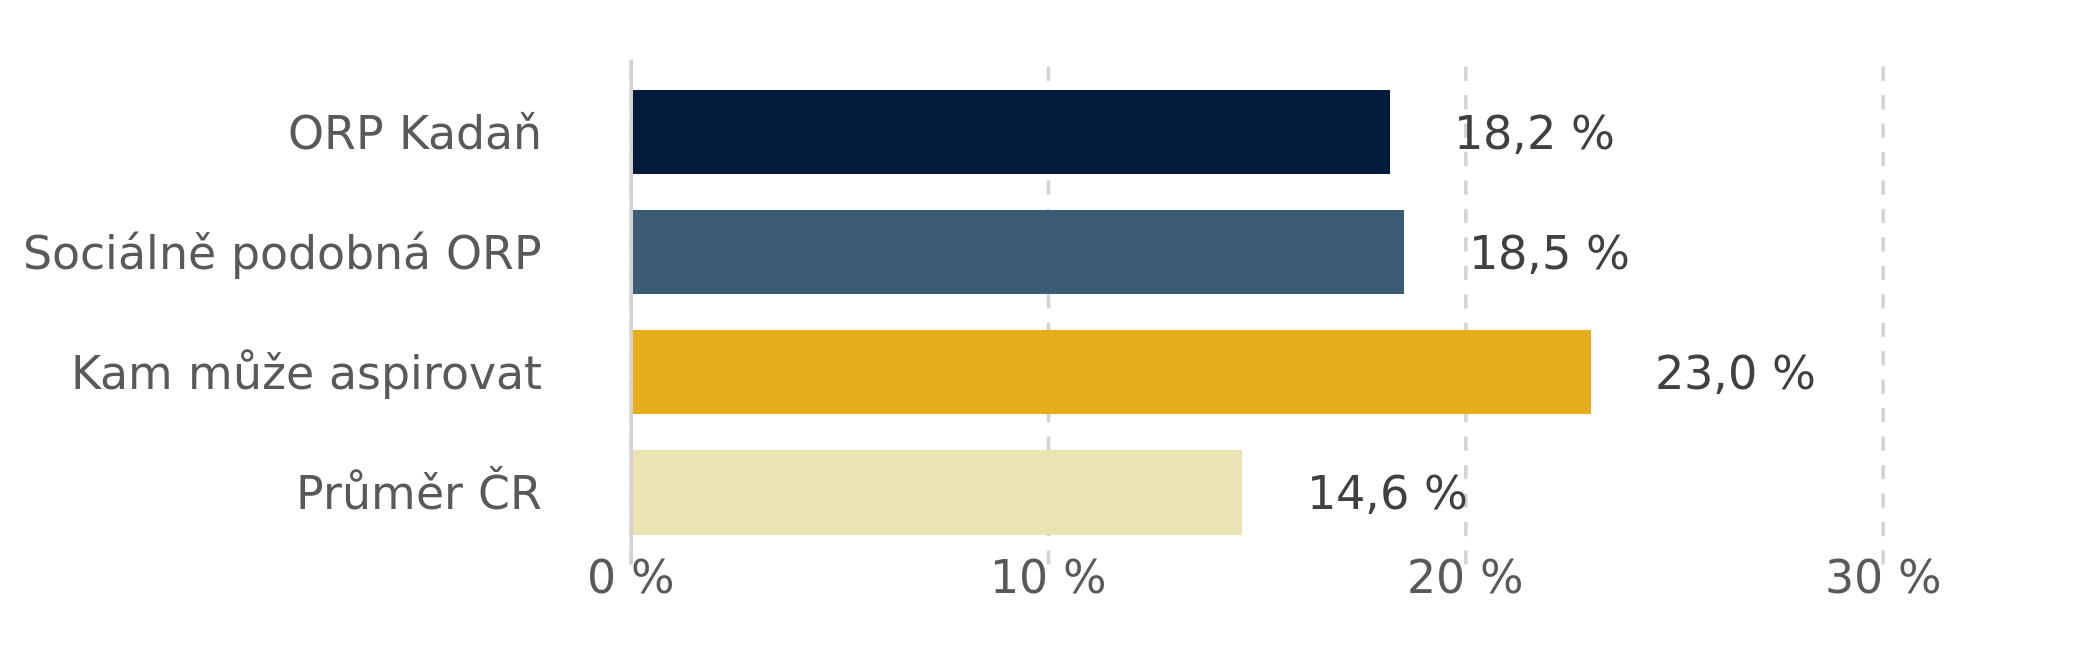 ORP Kadaň 18,2 %
Sociálně podobná ORP 18,5 %
Kam může aspirovat 23,0 %
Průměr ČR 14,6 %
0 % 10 % 20 % 30 %